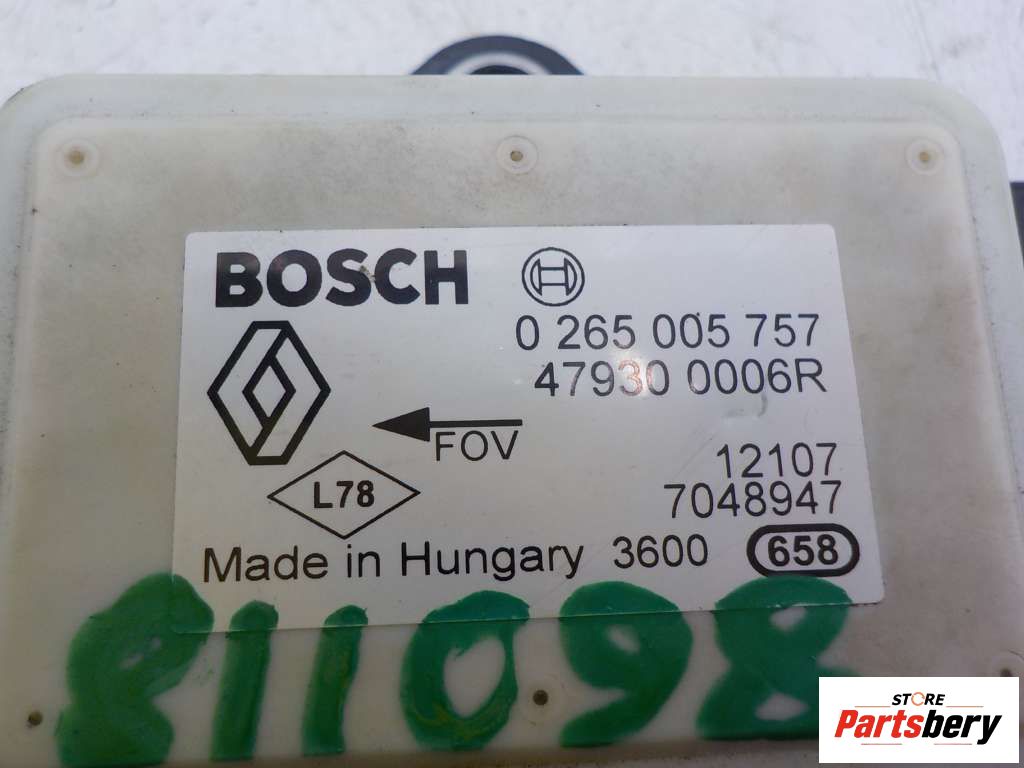 BOSCH
0 265 005 757
47930 0006R
FOV
12107
L78
7048947
Made in Hungary 3600 658
811098
STORE
Partsbery